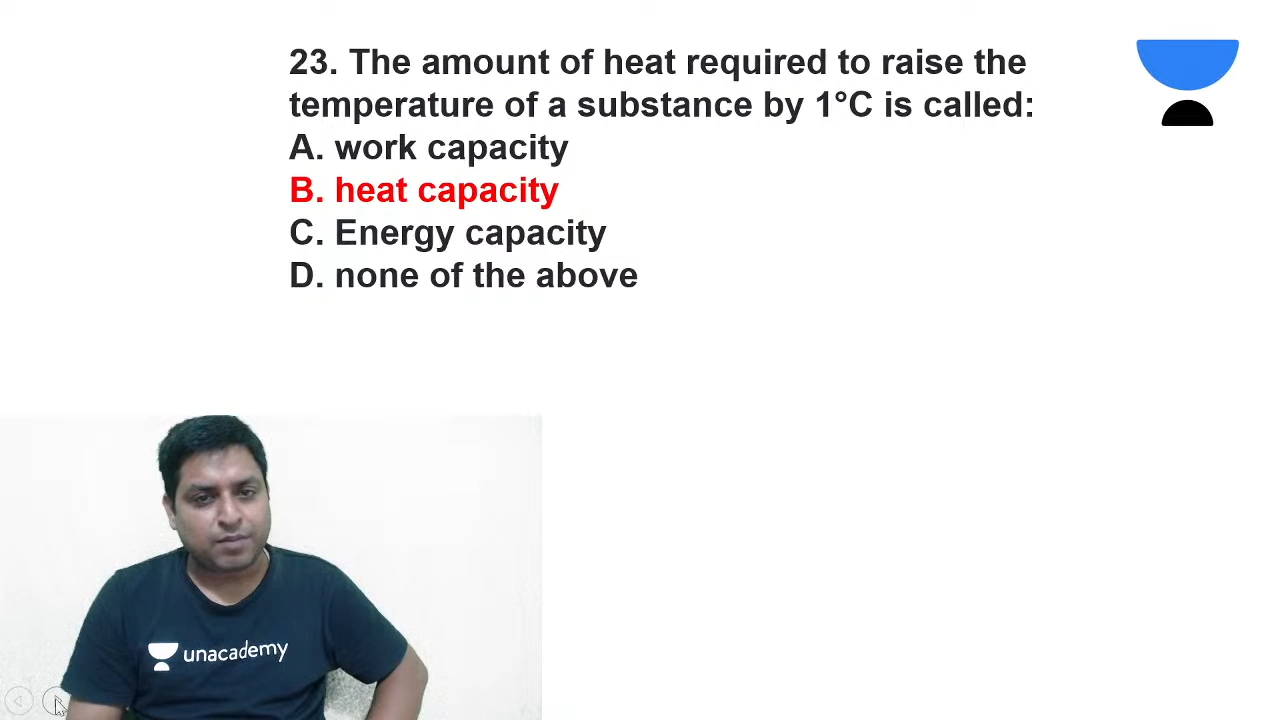 23. The amount of heat required to raise the
temperature of a substance by 1°C is called:
A. work capacity
B. heat capacity
C. Energy capacity
D. none of the above
unacademy